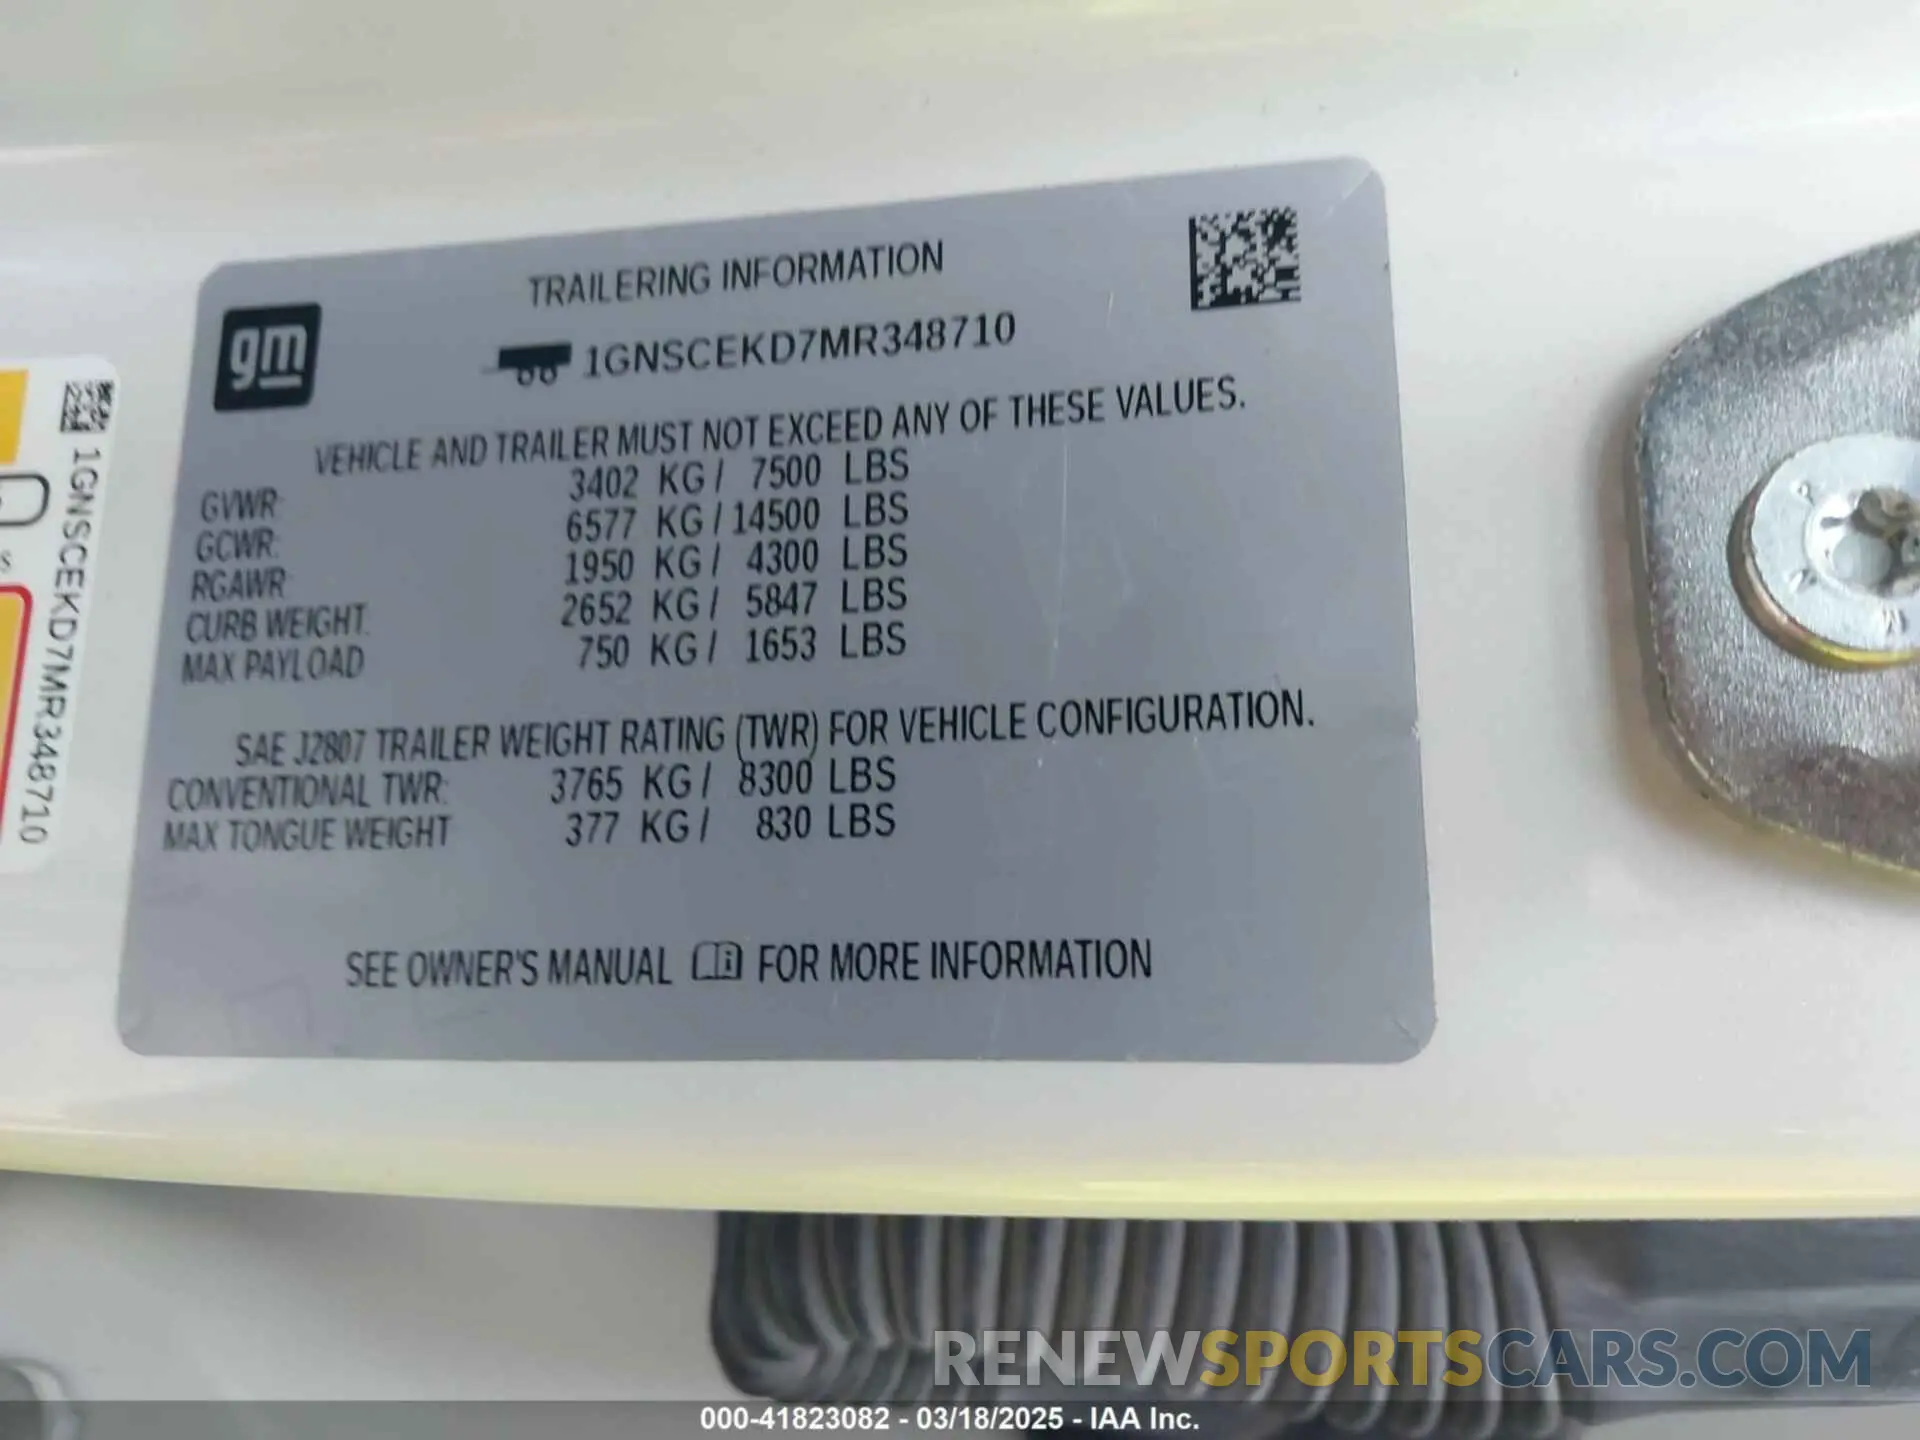 gm
TRAILERING INFORMATION
1GNSCEKD7MR348710
VEHICLE AND TRAILER MUST NOT EXCEED ANY OF THESE VALUES.
GVWR: 3402 KG / 7500 LBS
GCWR: 6577 KG / 14500 LBS
RGAWR: 1950 KG / 4300 LBS
CURB WEIGHT: 2652 KG / 5847 LBS
MAX PAYLOAD 750 KG / 1653 LBS
SAE J2807 TRAILER WEIGHT RATING (TWR) FOR VEHICLE CONFIGURATION.
CONVENTIONAL TWR: 3765 KG / 8300 LBS
MAX TONGUE WEIGHT 377 KG / 830 LBS
SEE OWNER'S MANUAL FOR MORE INFORMATION
1GNSCEKD7MR348710
RENEWSPORTSCARS.COM
000-41823082 - 03/18/2025 - IAA Inc.